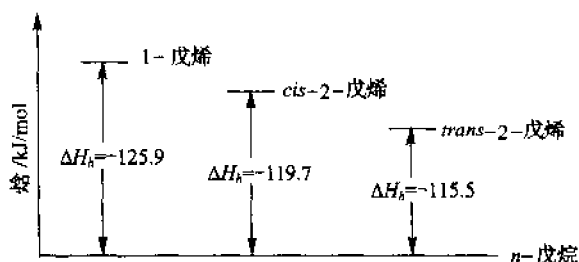 焓/kJ/mol
1-戊烯
cis-2-戊烯
trans-2-戊烯
ΔHh=-125.9
ΔHh=-119.7
ΔHh=-115.5
n-戊烷